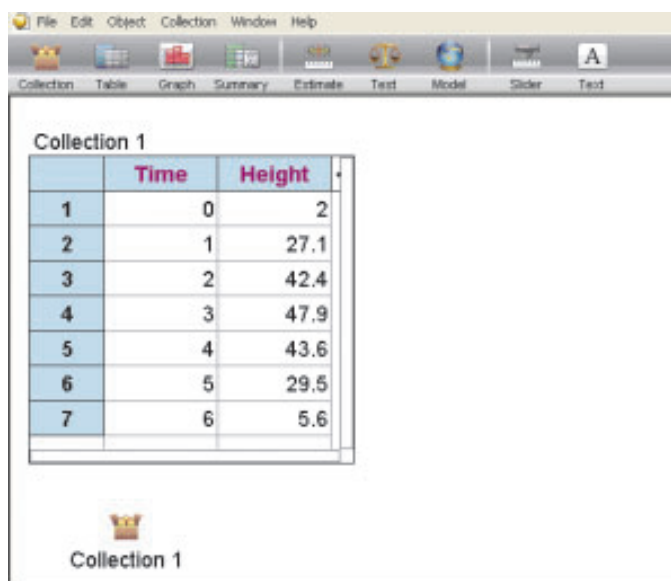 File Edit Object Collection Window Help
Collection Table Graph Summary Estimate Test Model Slider Text
A
Collection 1
Time Height
1 0 2
2 1 27.1
3 2 42.4
4 3 47.9
5 4 43.6
6 5 29.5
7 6 5.6
Collection 1